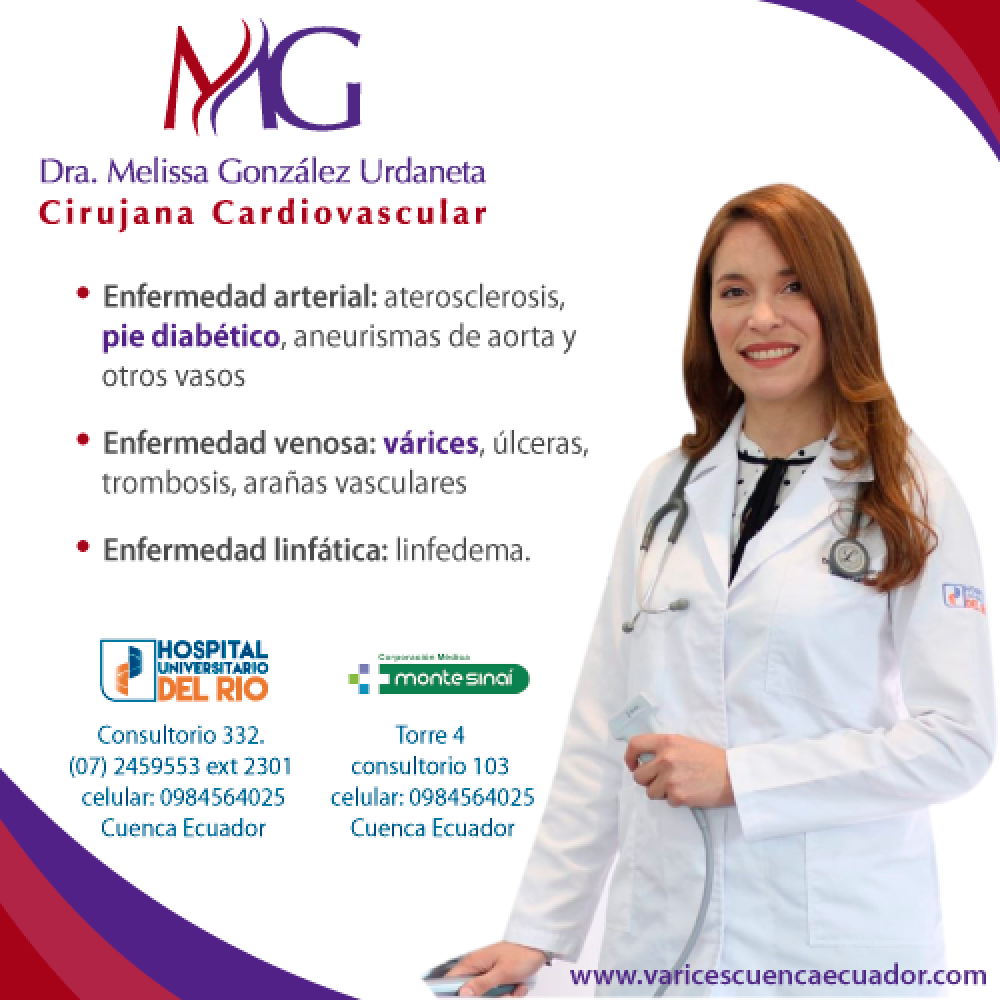 MG
Dra. Melissa González Urdaneta
Cirujana Cardiovascular
• Enfermedad arterial: aterosclerosis,
pie diabético, aneurismas de aorta y
otros vasos
• Enfermedad venosa: várices, úlceras,
trombosis, arañas vasculares
• Enfermedad linfática: linfedema.
HOSPITAL
UNIVERSITARIO
DEL RIO
Consultorio 332.
(07) 2459553 ext 2301
celular: 0984564025
Cuenca Ecuador
Corporación Médica
monte sinaí
Torre 4
consultorio 103
celular: 0984564025
Cuenca Ecuador
DEL
www.varicescuencaecuador.com